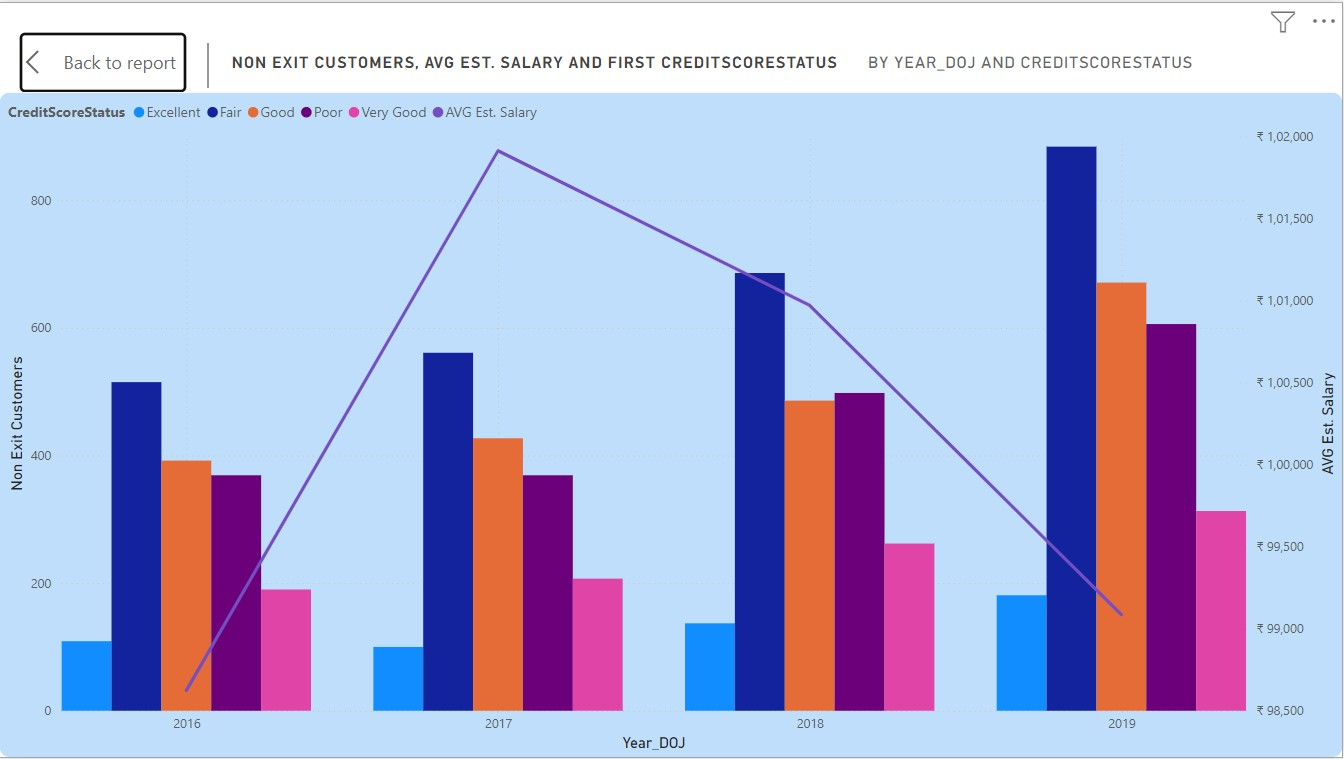 Back to report
NON EXIT CUSTOMERS, AVG EST. SALARY AND FIRST CREDITSCORESTATUS BY YEAR_DOJ AND CREDITSCORESTATUS
CreditScoreStatus Excellent Fair Good Poor Very Good AVG Est. Salary
800
600
400
200
0
Non Exit Customers
₹ 1,02,000
₹ 1,01,500
₹ 1,01,000
₹ 1,00,500
₹ 1,00,000
₹ 99,500
₹ 99,000
₹ 98,500
AVG Est. Salary
2016 2017 2018 2019
Year_DOJ